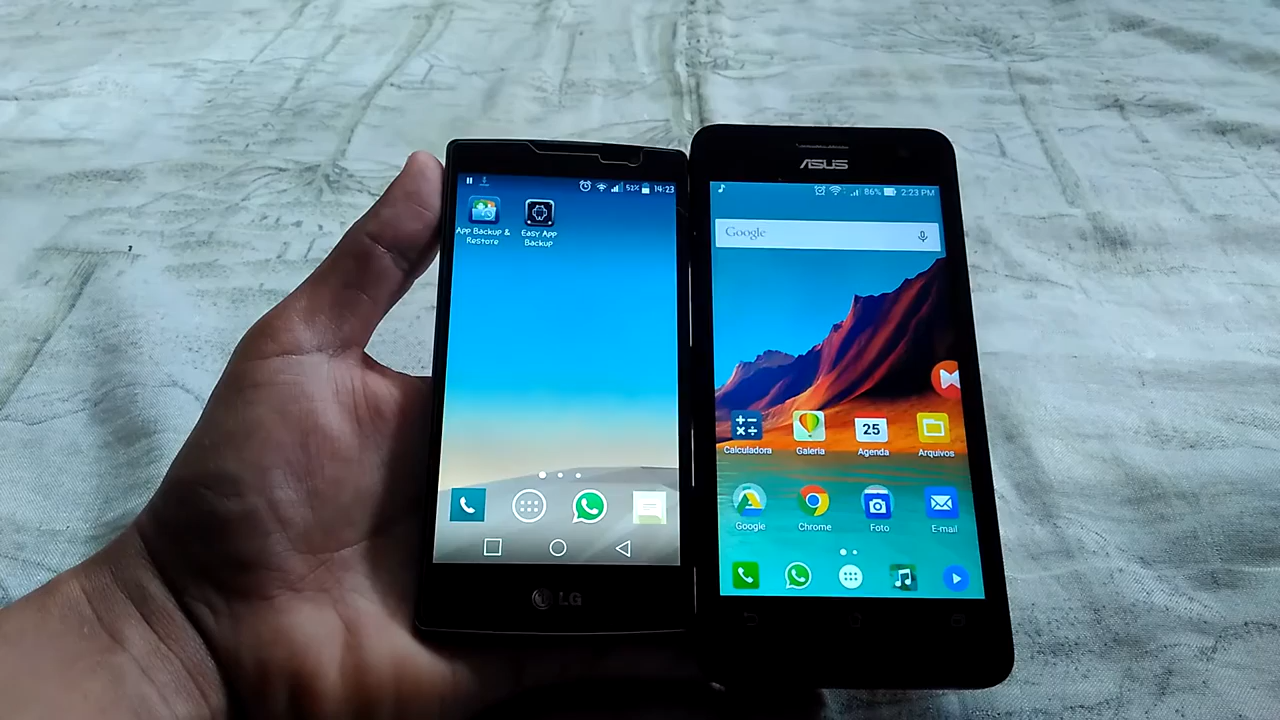 51% 14:23
App Backup &
Restore
Easy App
Backup
LG
ASUS
86% 2:23 PM
Google
25
Calculadora
Galeria
Agenda
Arquivos
Google
Chrome
Foto
E-mail